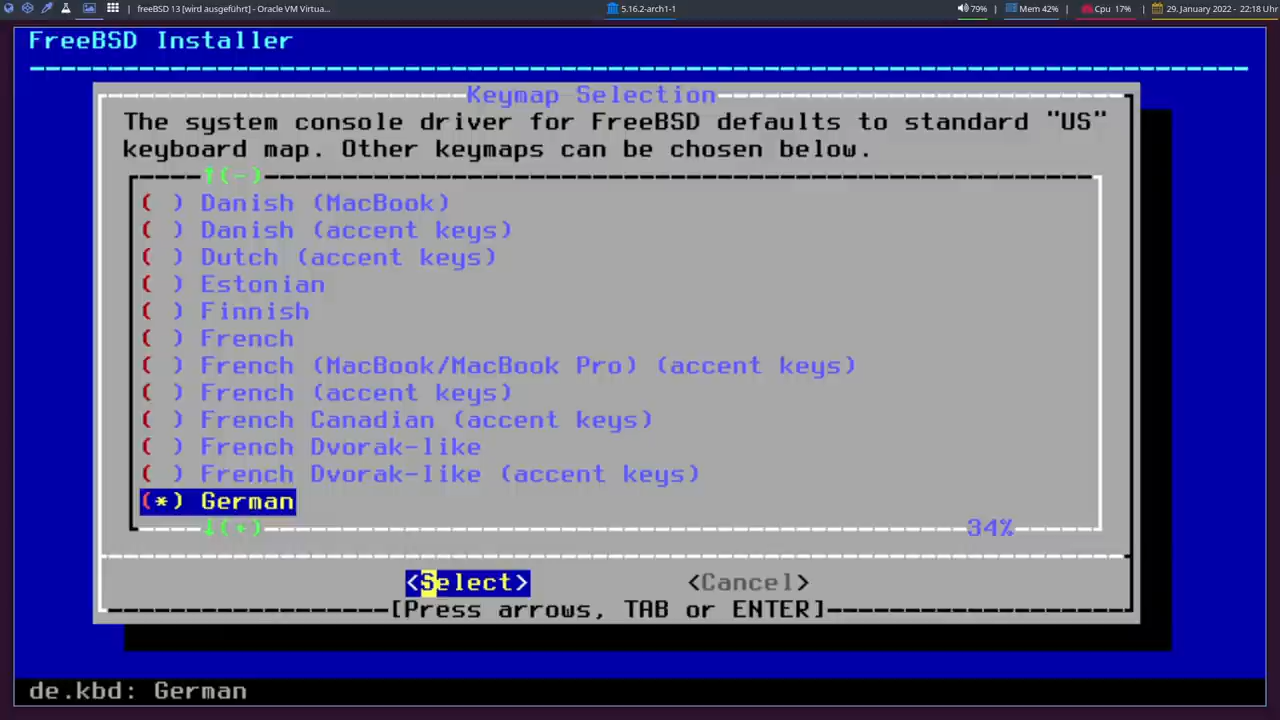 freeBSD 13 [wird ausgeführt] - Oracle VM Virtua...
5.16.2-arch1-1
79% | Mem 42% | Cpu 17% | 29. January 2022 - 22:18 Uhr
FreeBSD Installer
Keymap Selection
The system console driver for FreeBSD defaults to standard "US"
keyboard map. Other keymaps can be chosen below.
↑(-)
( ) Danish (MacBook)
( ) Danish (accent keys)
( ) Dutch (accent keys)
( ) Estonian
( ) Finnish
( ) French
( ) French (MacBook/MacBook Pro) (accent keys)
( ) French (accent keys)
( ) French Canadian (accent keys)
( ) French Dvorak-like
( ) French Dvorak-like (accent keys)
(*) German
↓(+) 34%
<Select> <Cancel>
[Press arrows, TAB or ENTER]
de.kbd: German